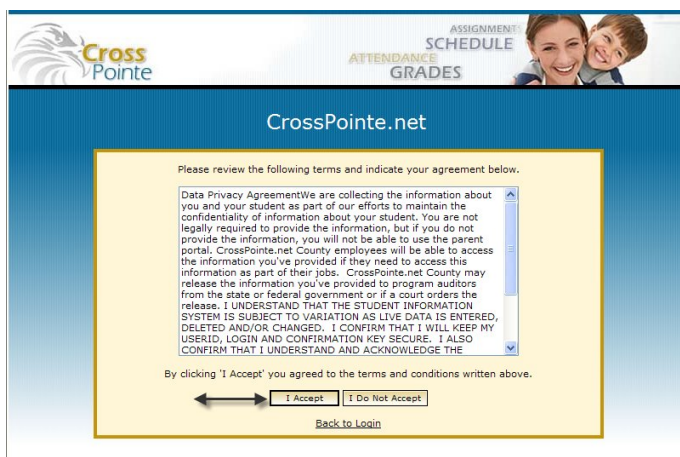 Cross
Pointe
ASSIGNMENTS
SCHEDULE
ATTENDANCE
GRADES
CrossPointe.net
Please review the following terms and indicate your agreement below.
Data Privacy AgreementWe are collecting the information about
you and your student as part of our efforts to maintain the
confidentiality of information about your student. You are not
legally required to provide the information, but if you do not
provide the information, you will not be able to use the parent
portal. CrossPointe.net County employees will be able to access
the information you've provided if they need to access this
information as part of their jobs.  CrossPointe.net County may
release the information you've provided to program auditors
from the state or federal government or if a court orders the
release. I UNDERSTAND THAT THE STUDENT INFORMATION
SYSTEM IS SUBJECT TO VARIATION AS LIVE DATA IS ENTERED,
DELETED AND/OR CHANGED.  I CONFIRM THAT I WILL KEEP MY
USERID, LOGIN AND CONFIRMATION KEY SECURE. I ALSO
CONFIRM THAT I UNDERSTAND AND ACKNOWLEDGE THE
By clicking 'I Accept' you agreed to the terms and conditions written above.
I Accept I Do Not Accept
Back to Login